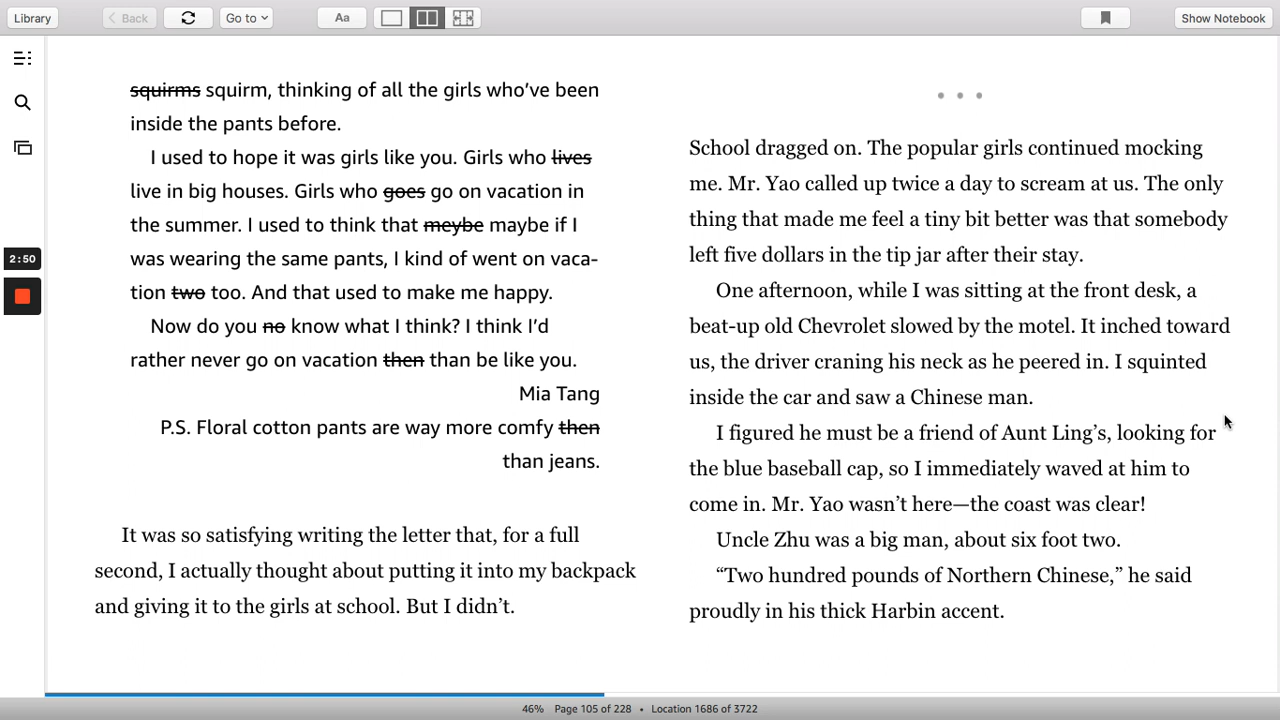 Library
Back
Go to
Aa
Show Notebook
squirms squirm, thinking of all the girls who’ve been
inside the pants before.
I used to hope it was girls like you. Girls who lives
live in big houses. Girls who goes go on vacation in
the summer. I used to think that meybe maybe if I
was wearing the same pants, I kind of went on vaca-
tion two too. And that used to make me happy.
Now do you no know what I think? I think I’d
rather never go on vacation then than be like you.
Mia Tang
P.S. Floral cotton pants are way more comfy then
than jeans.
It was so satisfying writing the letter that, for a full
second, I actually thought about putting it into my backpack
and giving it to the girls at school. But I didn’t.
• • •
School dragged on. The popular girls continued mocking
me. Mr. Yao called up twice a day to scream at us. The only
thing that made me feel a tiny bit better was that somebody
left five dollars in the tip jar after their stay.
One afternoon, while I was sitting at the front desk, a
beat-up old Chevrolet slowed by the motel. It inched toward
us, the driver craning his neck as he peered in. I squinted
inside the car and saw a Chinese man.
I figured he must be a friend of Aunt Ling’s, looking for
the blue baseball cap, so I immediately waved at him to
come in. Mr. Yao wasn’t here—the coast was clear!
Uncle Zhu was a big man, about six foot two.
“Two hundred pounds of Northern Chinese,” he said
proudly in his thick Harbin accent.
2:50
46% Page 105 of 228 • Location 1686 of 3722